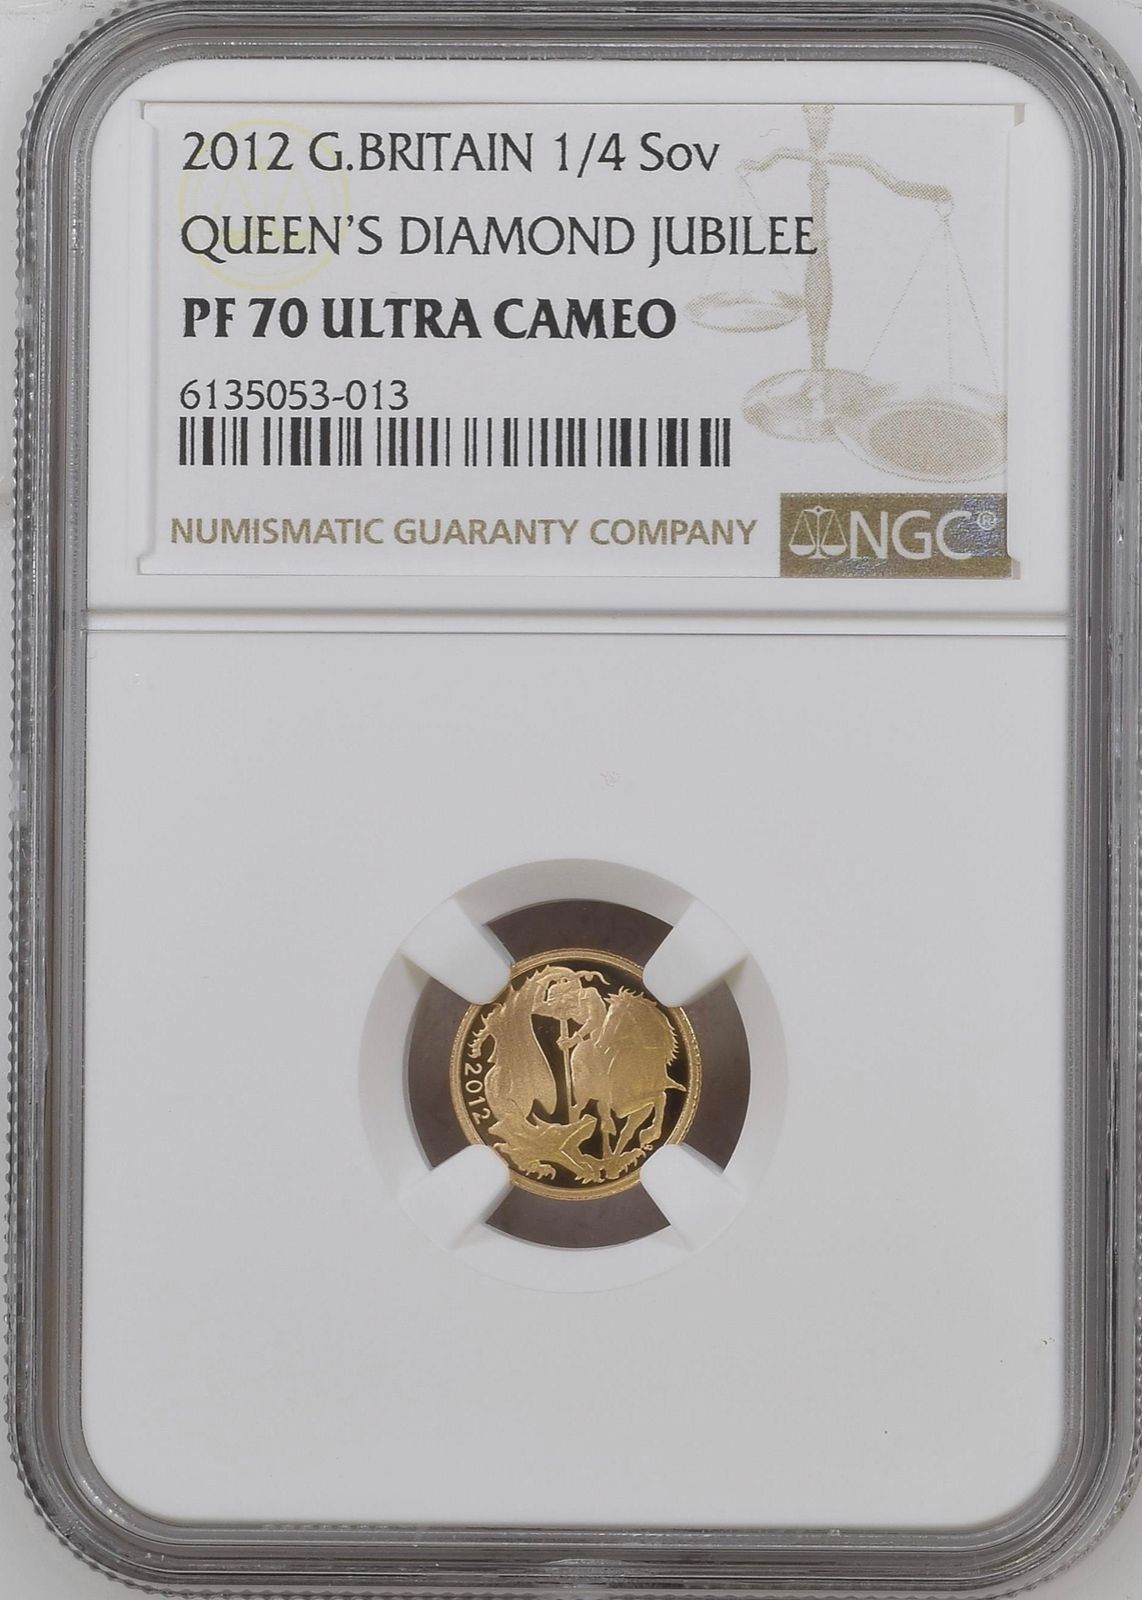 2012 G.BRITAIN 1/4 Sov
QUEEN'S DIAMOND JUBILEE
PF 70 ULTRA CAMEO
6135053-013
NUMISMATIC GUARANTY COMPANY
NGC®
2012